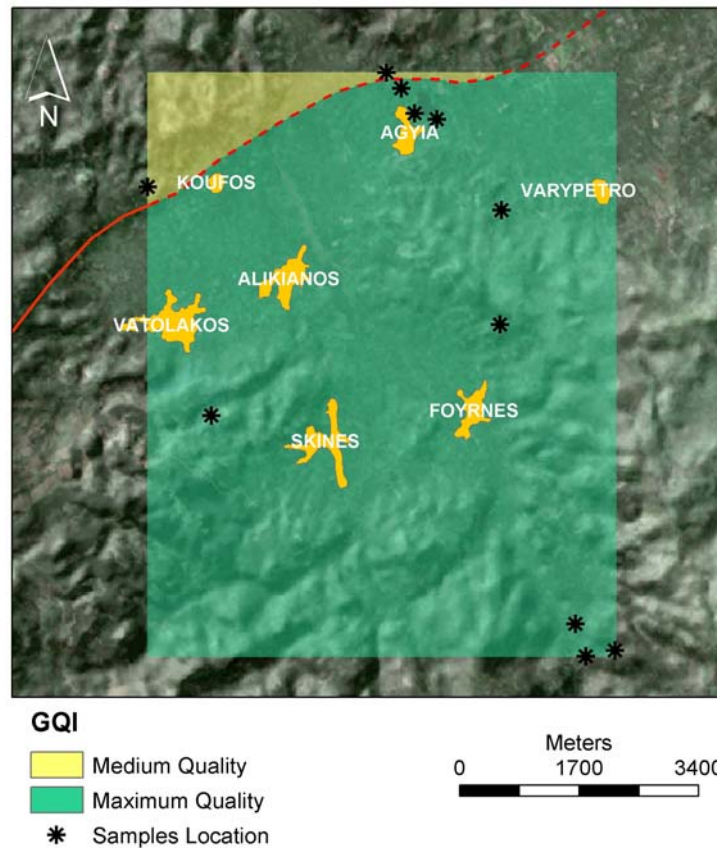 N
AGYIA
KOUFOS
VARYPETRO
ALIKIANOS
VATOLAKOS
FOYRNES
SKINES
GQI
Medium Quality
Maximum Quality
Samples Location
Meters
0 1700 3400